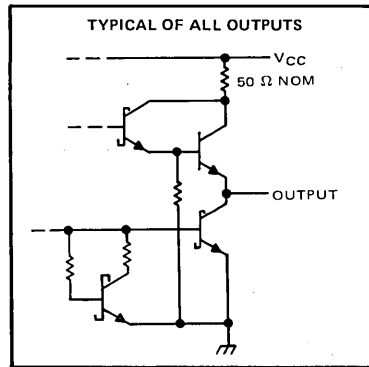 TYPICAL OF ALL OUTPUTS
VCC
50 Ω NOM
OUTPUT